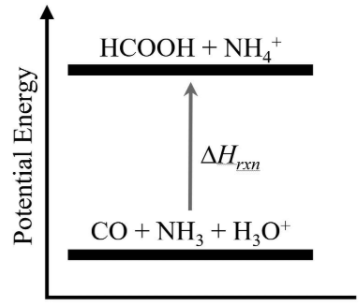 HCOOH + NH₄⁺
Potential Energy
ΔHᵣₓₙ
CO + NH₃ + H₃O⁺